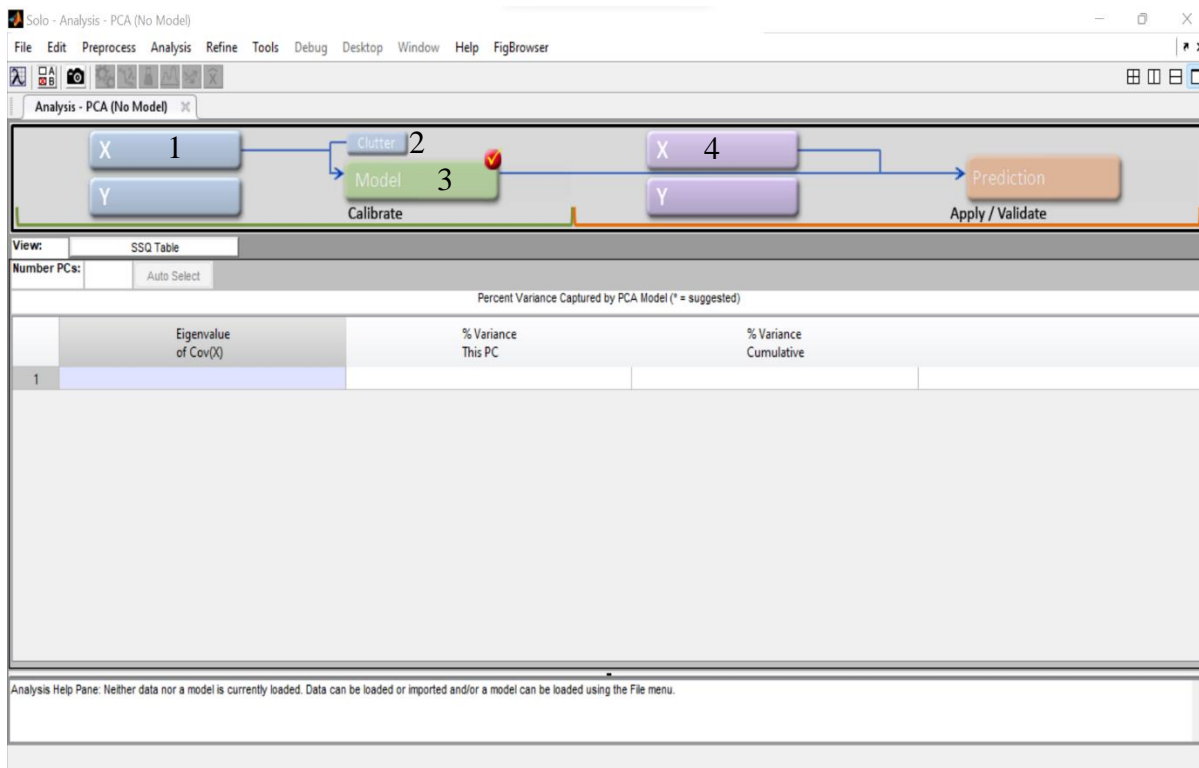 Solo - Analysis - PCA (No Model)
File Edit Preprocess Analysis Refine Tools Debug Desktop Window Help FigBrowser
Analysis - PCA (No Model)
X 1
Clutter 2
X 4
Model 3
Prediction
Y
Y
Calibrate
Apply / Validate
View: SSQ Table
Number PCs: Auto Select
Percent Variance Captured by PCA Model (* = suggested)
Eigenvalue % Variance % Variance
of Cov(X) This PC Cumulative
1
Analysis Help Pane: Neither data nor a model is currently loaded. Data can be loaded or imported and/or a model can be loaded using the File menu.